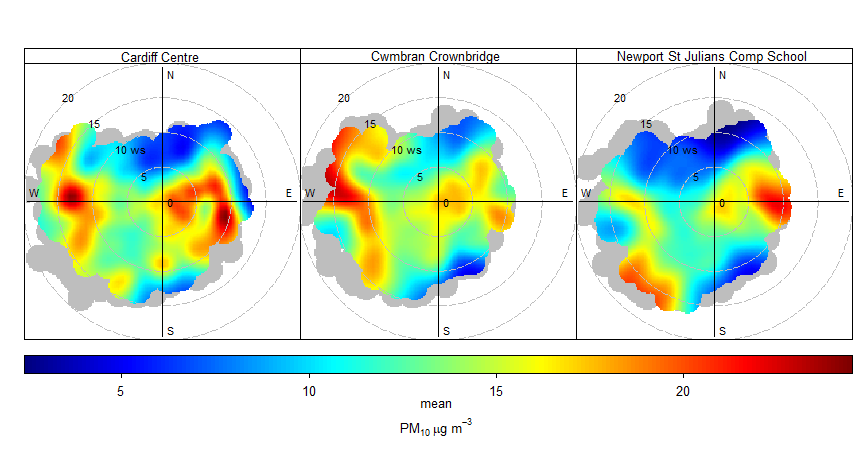 Cardiff Centre
Cwmbran Crownbridge
Newport St Julians Comp School
N
20
15
10 ws
5
W
0
E
S
N
20
15
10 ws
5
W
0
E
S
N
20
15
10 ws
5
W
0
E
S
5 10 15 20
mean
PM₁₀ μg m⁻³